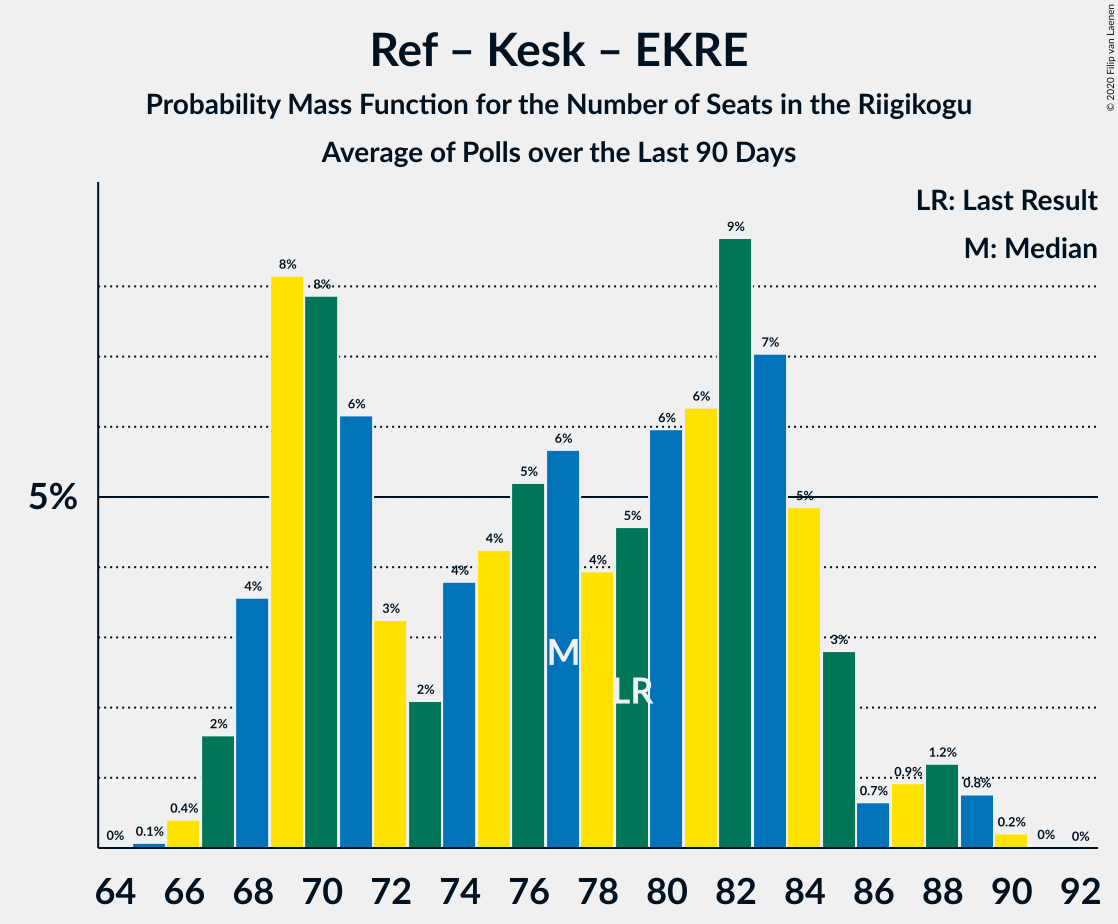 Ref – Kesk – EKRE
Probability Mass Function for the Number of Seats in the Riigikogu
Average of Polls over the Last 90 Days
© 2020 Filip van Laenen
LR: Last Result
M: Median
5%
0% 0.1% 0.4% 2% 4% 8% 8% 6% 3% 2% 4% 4% 5% 6% 4% 5% 6% 6% 9% 7% 5% 3% 0.7% 0.9% 1.2% 0.8% 0.2% 0% 0%
M
LR
64 66 68 70 72 74 76 78 80 82 84 86 88 90 92